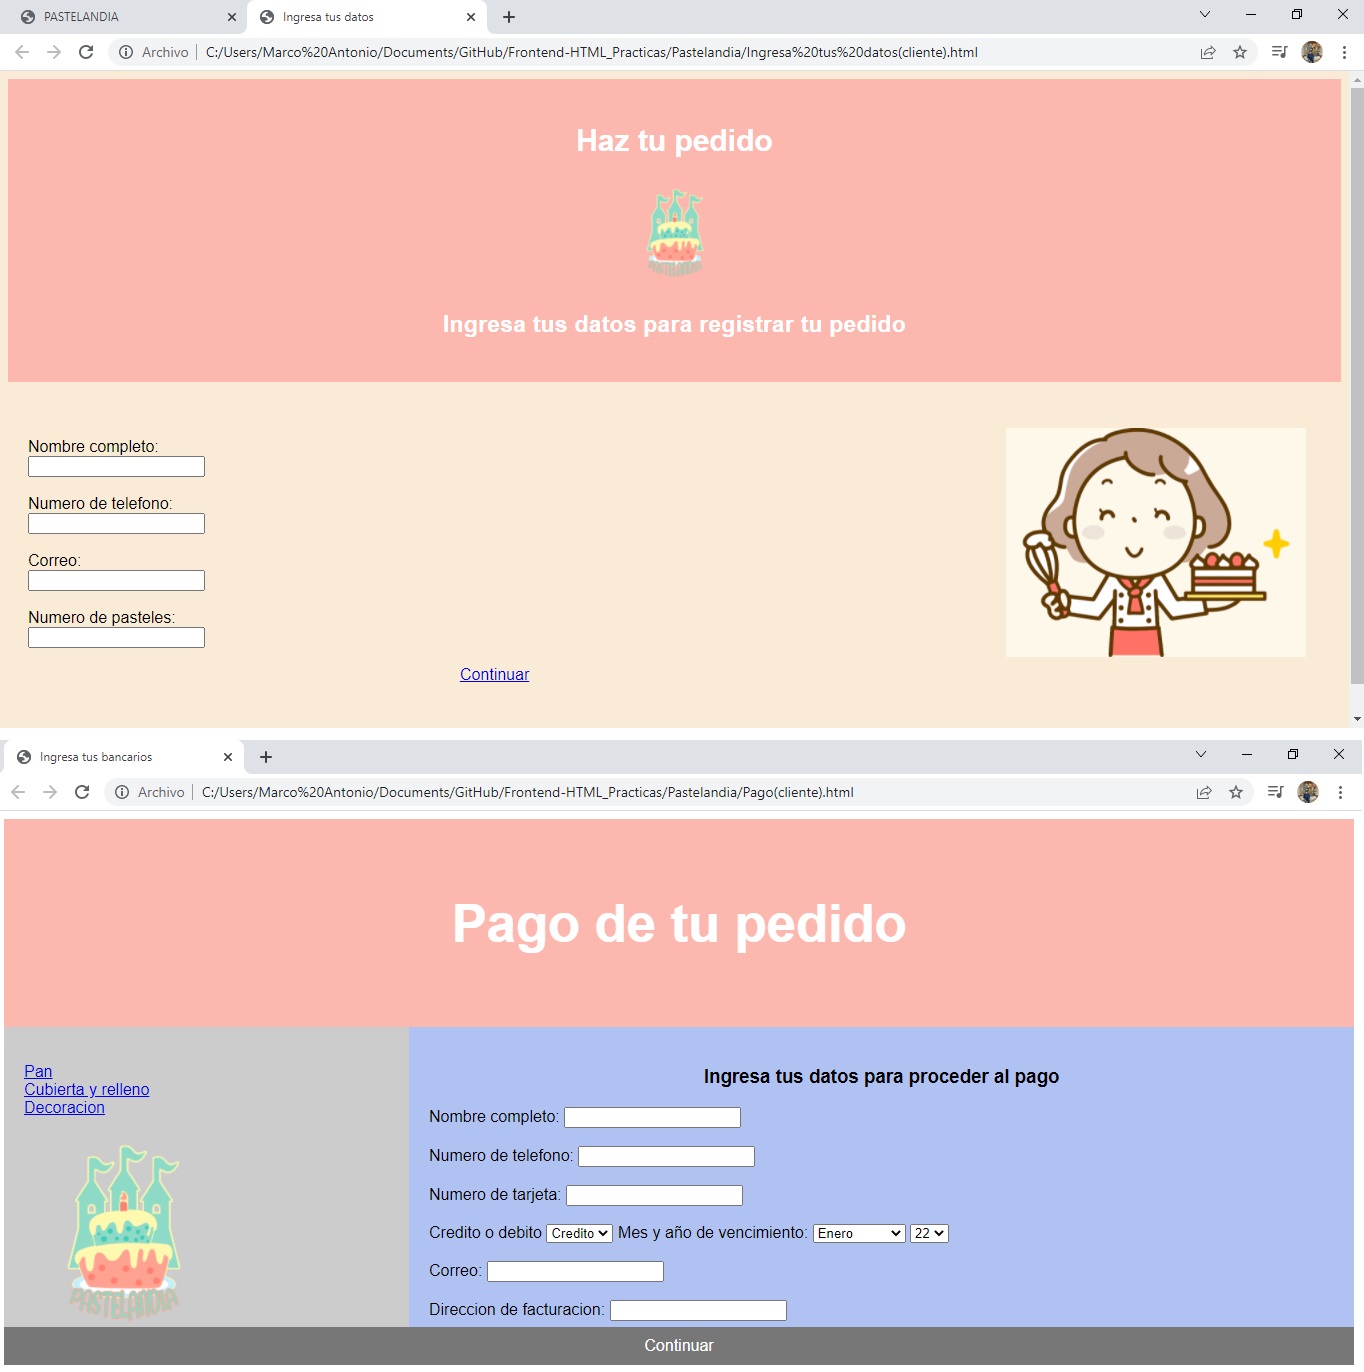 PASTELANDIA
Ingresa tus datos
Archivo
C:/Users/Marco%20Antonio/Documents/GitHub/Frontend-HTML_Practicas/Pastelandia/Ingresa%20tus%20datos(cliente).html
Haz tu pedido
PASTELANDIA
Ingresa tus datos para registrar tu pedido
Nombre completo:
Numero de telefono:
Correo:
Numero de pasteles:
Continuar
Ingresa tus bancarios
Archivo
C:/Users/Marco%20Antonio/Documents/GitHub/Frontend-HTML_Practicas/Pastelandia/Pago(cliente).html
Pago de tu pedido
Pan
Cubierta y relleno
Decoracion
PASTELANDIA
Ingresa tus datos para proceder al pago
Nombre completo:
Numero de telefono:
Numero de tarjeta:
Credito o debito Credito Mes y año de vencimiento: Enero 22
Correo:
Direccion de facturacion:
Continuar